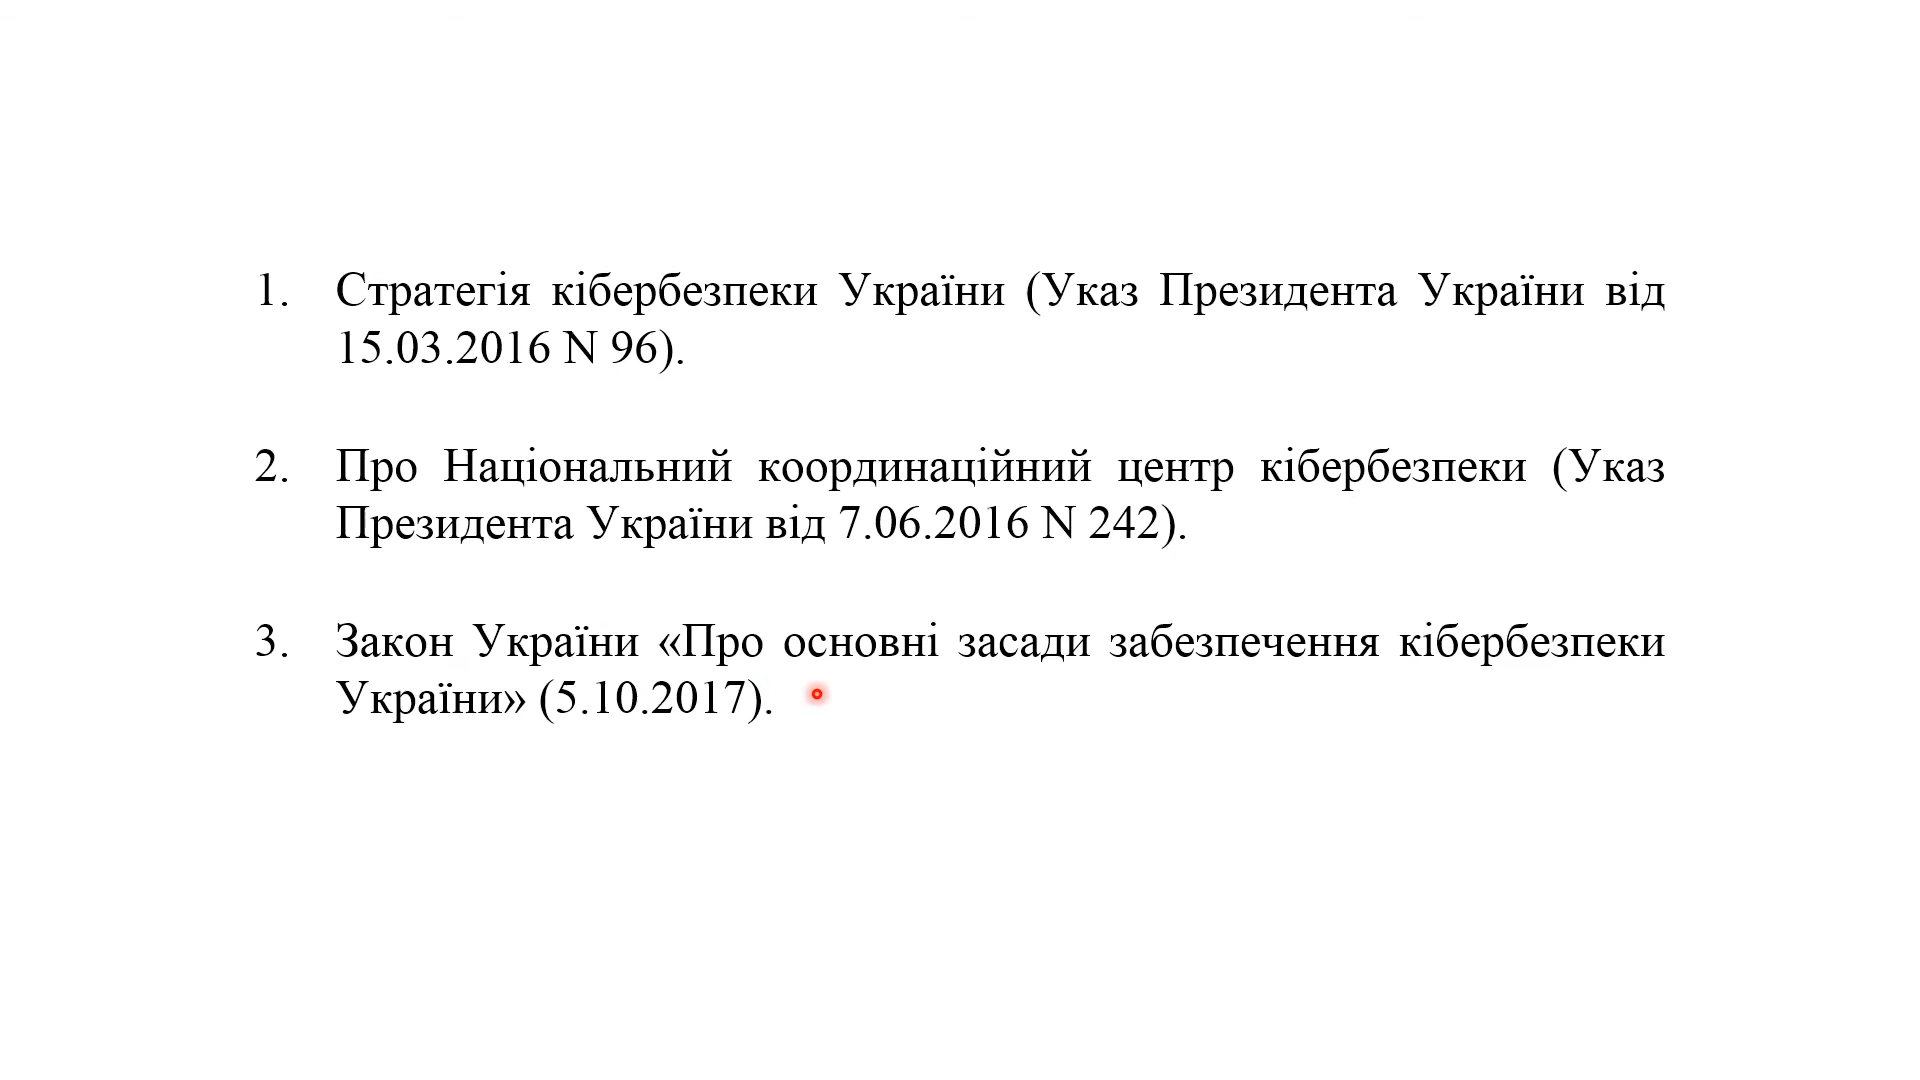 1. Стратегія кібербезпеки України (Указ Президента України від
15.03.2016 N 96).
2. Про Національний координаційний центр кібербезпеки (Указ
Президента України від 7.06.2016 N 242).
3. Закон України «Про основні засади забезпечення кібербезпеки
України» (5.10.2017).